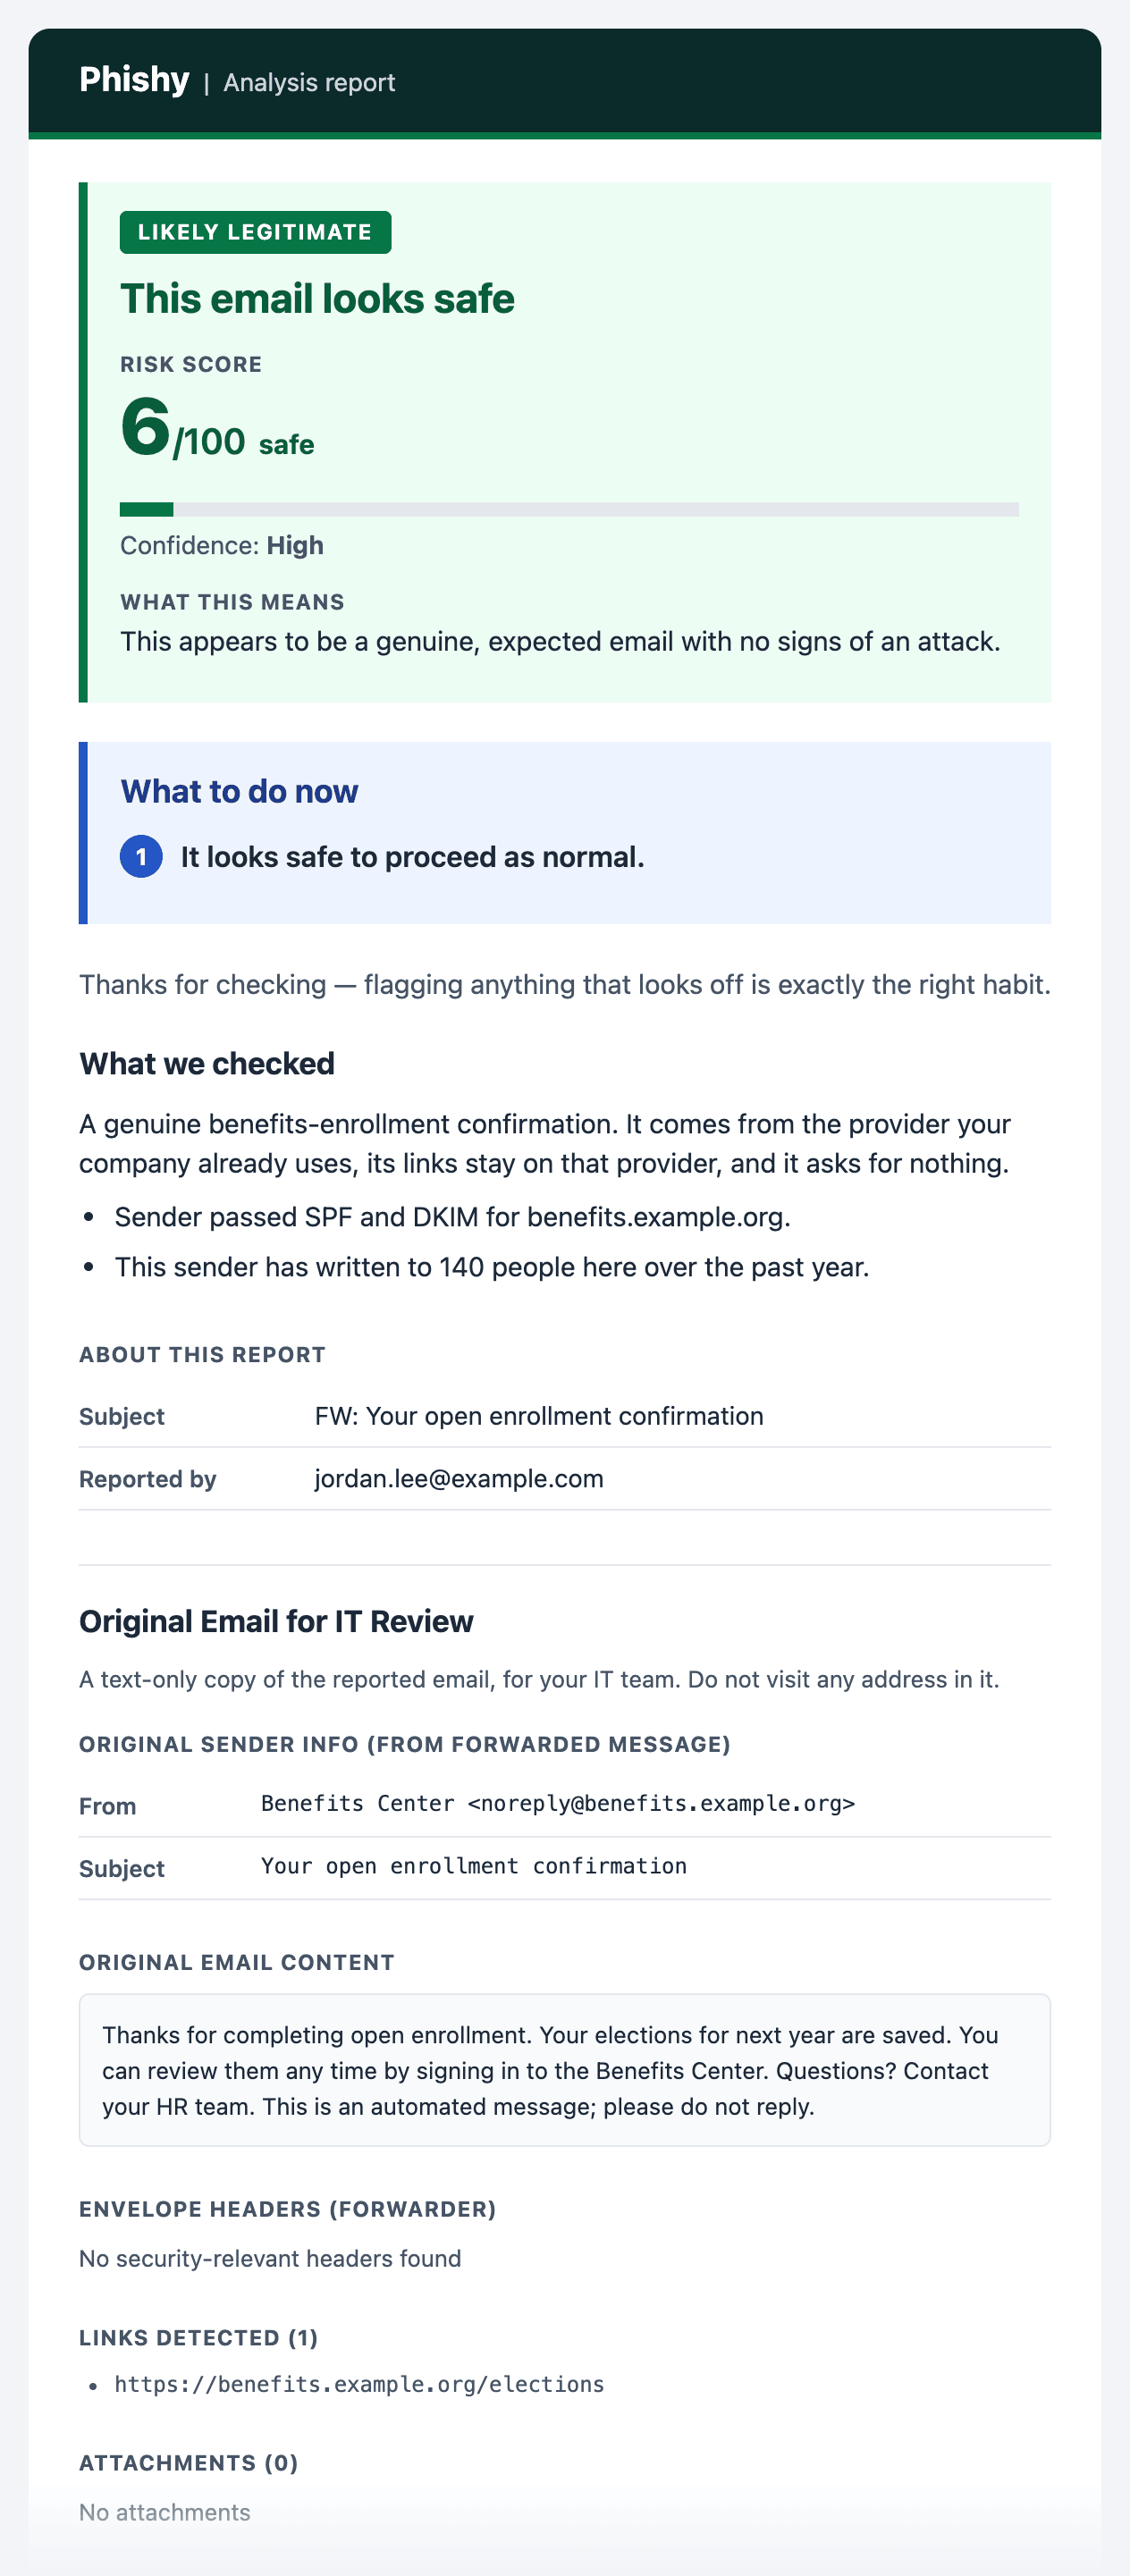 Phishy | Analysis report
LIKELY LEGITIMATE
This email looks safe
RISK SCORE
6/100 safe
Confidence: High
WHAT THIS MEANS
This appears to be a genuine, expected email with no signs of an attack.
What to do now
1 It looks safe to proceed as normal.
Thanks for checking — flagging anything that looks off is exactly the right habit.
What we checked
A genuine benefits-enrollment confirmation. It comes from the provider your
company already uses, its links stay on that provider, and it asks for nothing.
• Sender passed SPF and DKIM for benefits.example.org.
• This sender has written to 140 people here over the past year.
ABOUT THIS REPORT
Subject FW: Your open enrollment confirmation
Reported by jordan.lee@example.com
Original Email for IT Review
A text-only copy of the reported email, for your IT team. Do not visit any address in it.
ORIGINAL SENDER INFO (FROM FORWARDED MESSAGE)
From Benefits Center <noreply@benefits.example.org>
Subject Your open enrollment confirmation
ORIGINAL EMAIL CONTENT
Thanks for completing open enrollment. Your elections for next year are saved. You
can review them any time by signing in to the Benefits Center. Questions? Contact
your HR team. This is an automated message; please do not reply.
ENVELOPE HEADERS (FORWARDER)
No security-relevant headers found
LINKS DETECTED (1)
• https://benefits.example.org/elections
ATTACHMENTS (0)
No attachments